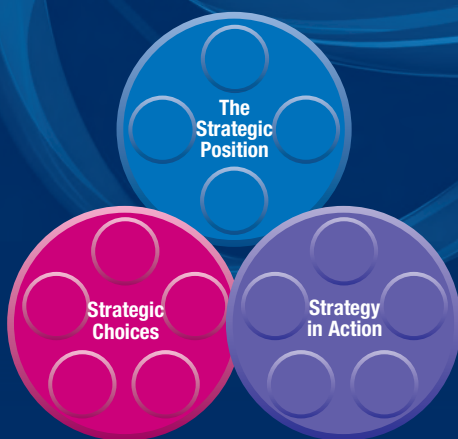 The
Strategic
Position
Strategic
Choices
Strategy
in Action